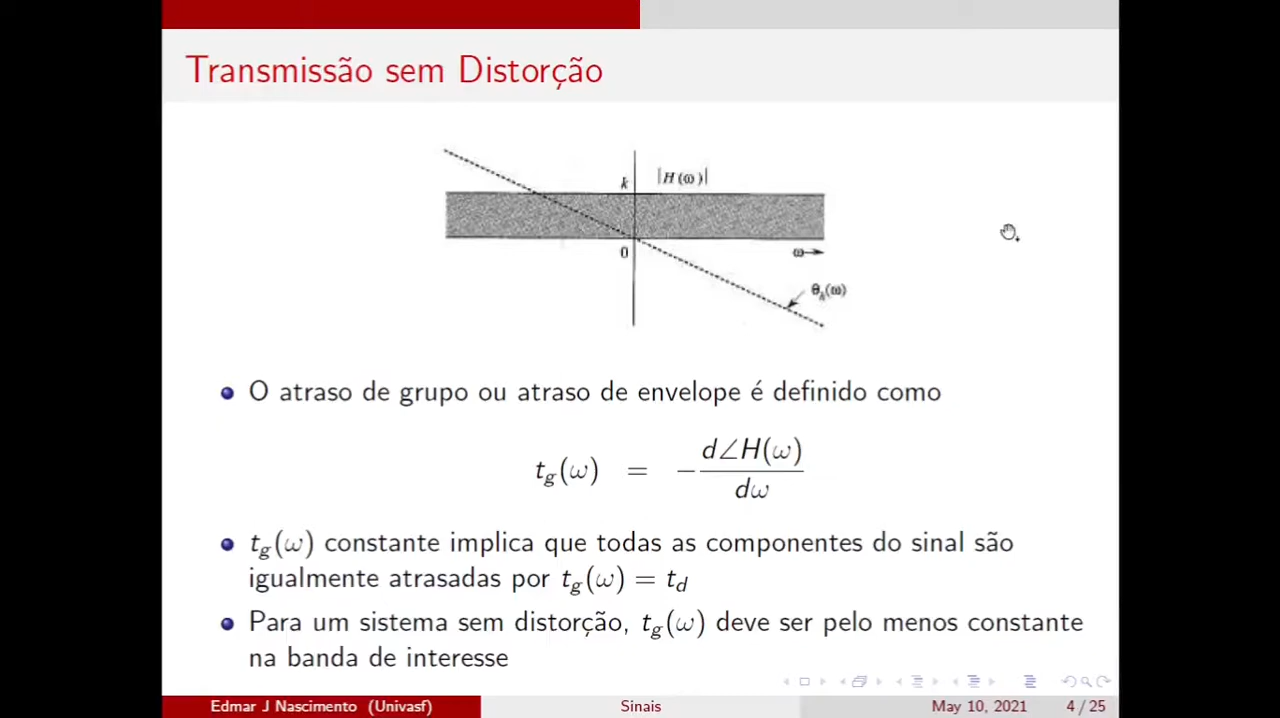 Transmissão sem Distorção
k
|H(ω)|
0
ω
θh(ω)
O atraso de grupo ou atraso de envelope é definido como
tg(ω) = − d∠H(ω) / dω
tg(ω) constante implica que todas as componentes do sinal são
igualmente atrasadas por tg(ω) = td
Para um sistema sem distorção, tg(ω) deve ser pelo menos constante
na banda de interesse
Edmar J Nascimento (Univasf) Sinais May 10, 2021 4 / 25